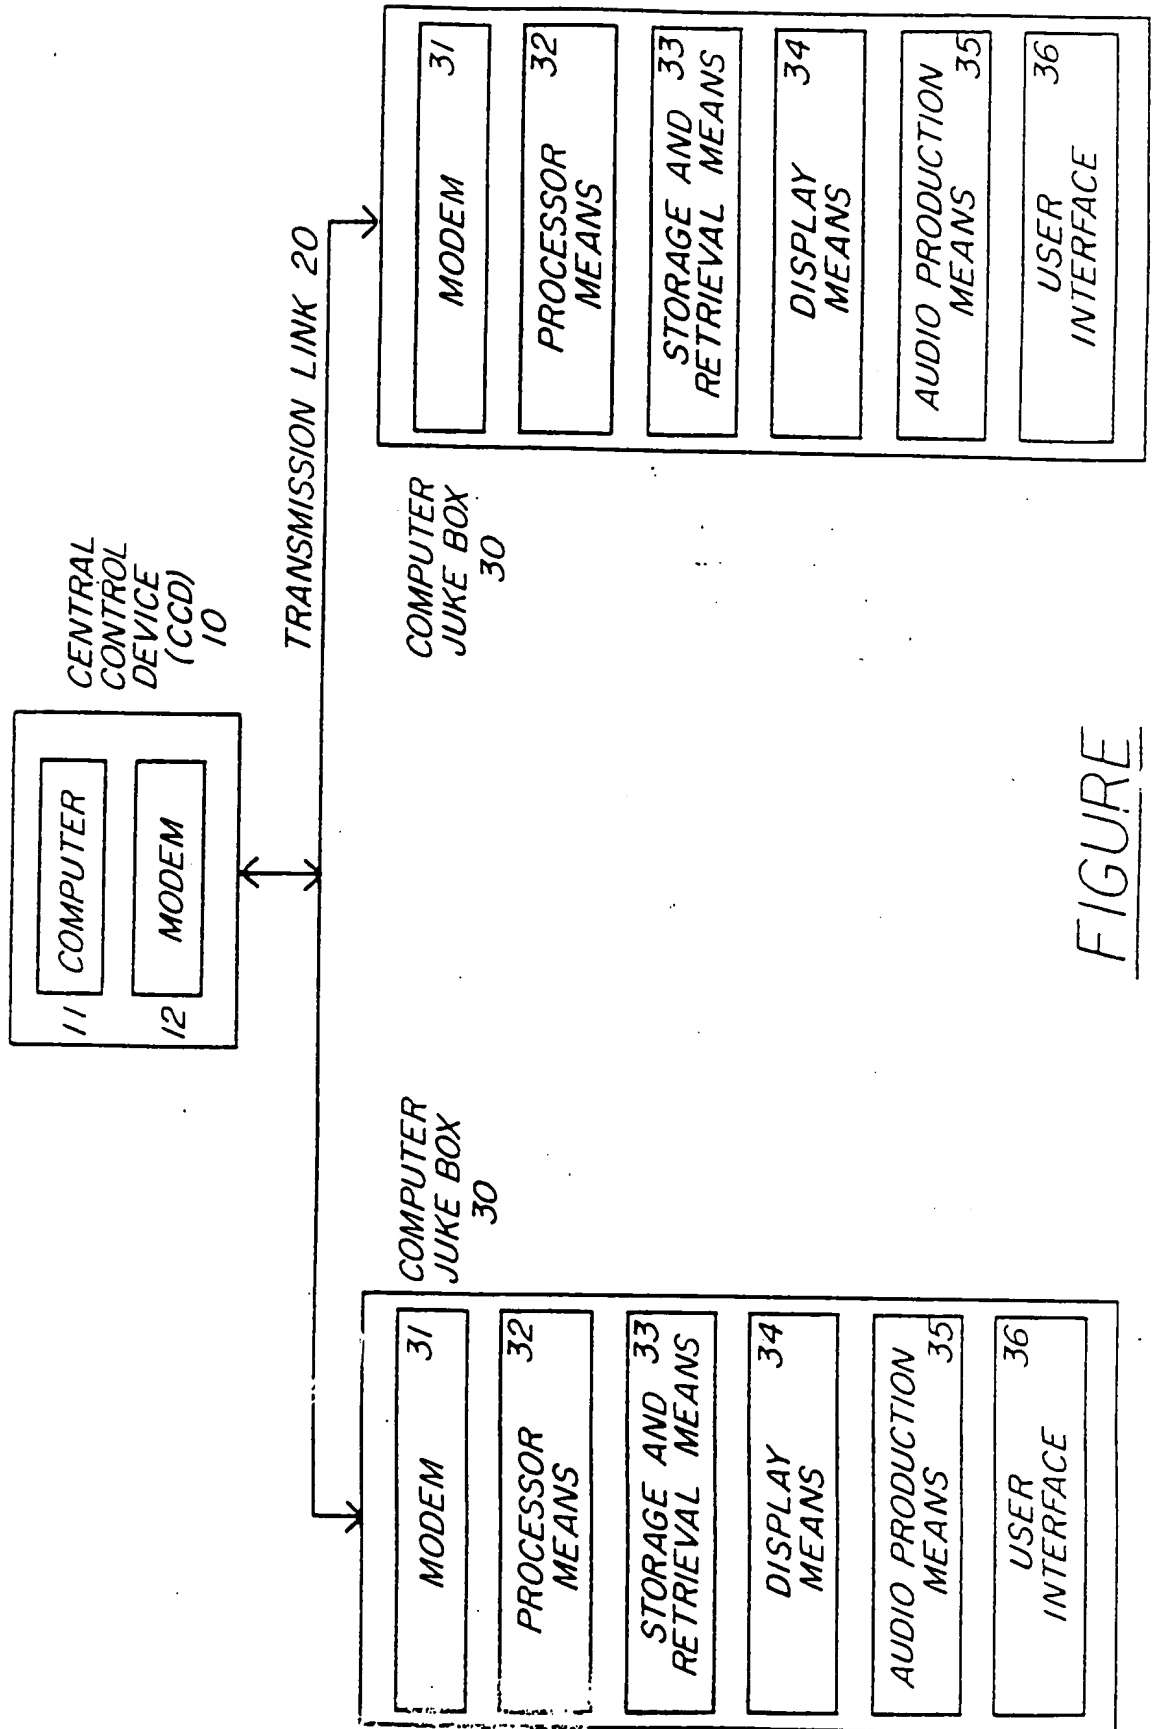 11 COMPUTER
12 MODEM
CENTRAL
CONTROL
DEVICE
(CCD)
10
TRANSMISSION LINK 20
COMPUTER
JUKE BOX
30
MODEM 31
PROCESSOR 32
MEANS
STORAGE AND 33
RETRIEVAL MEANS
DISPLAY 34
MEANS
AUDIO PRODUCTION
MEANS 35
USER 36
INTERFACE
COMPUTER
JUKE BOX
30
MODEM 31
PROCESSOR 32
MEANS
STORAGE AND 33
RETRIEVAL MEANS
DISPLAY 34
MEANS
AUDIO PRODUCTION
MEANS 35
USER 36
INTERFACE
FIGURE